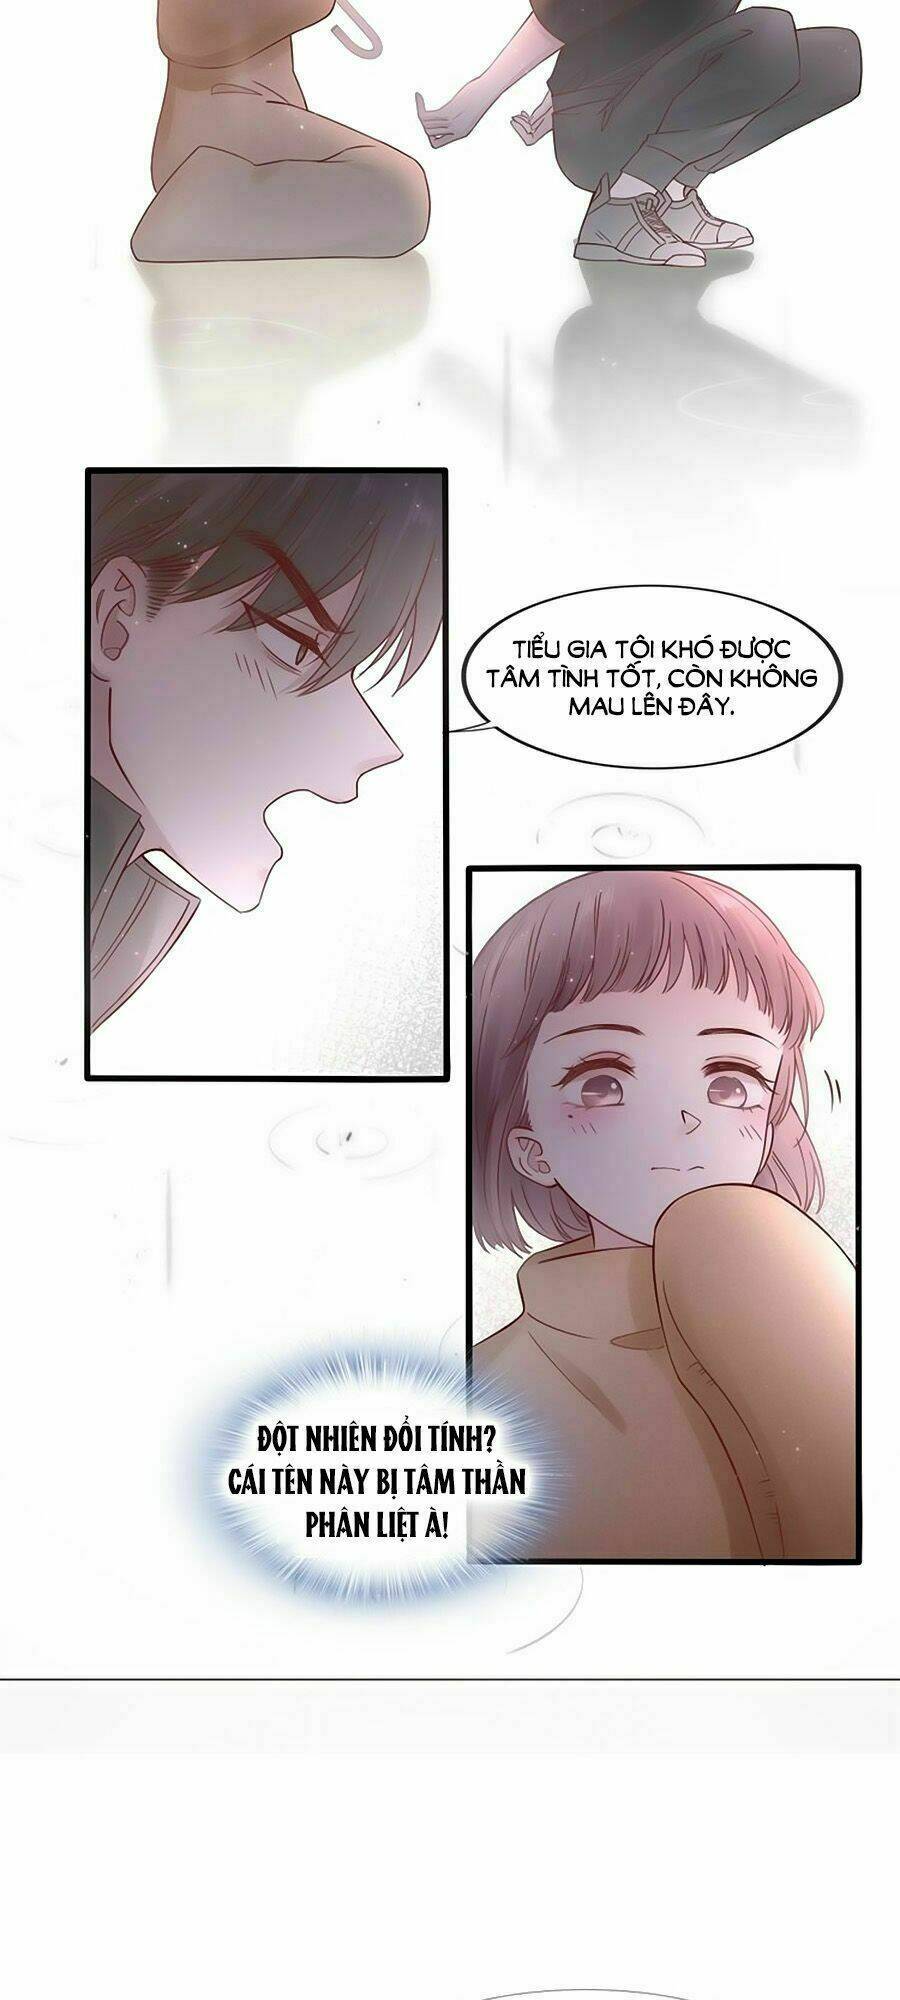 TIỂU GIA TÔI KHÓ ĐƯỢC
TÂM TÌNH TỐT, CÒN KHÔNG
MAU LÊN ĐÂY.
ĐỘT NHIÊN ĐỔI TÍNH?
CÁI TÊN NÀY BỊ TÂM THẦN
PHÂN LIỆT À!